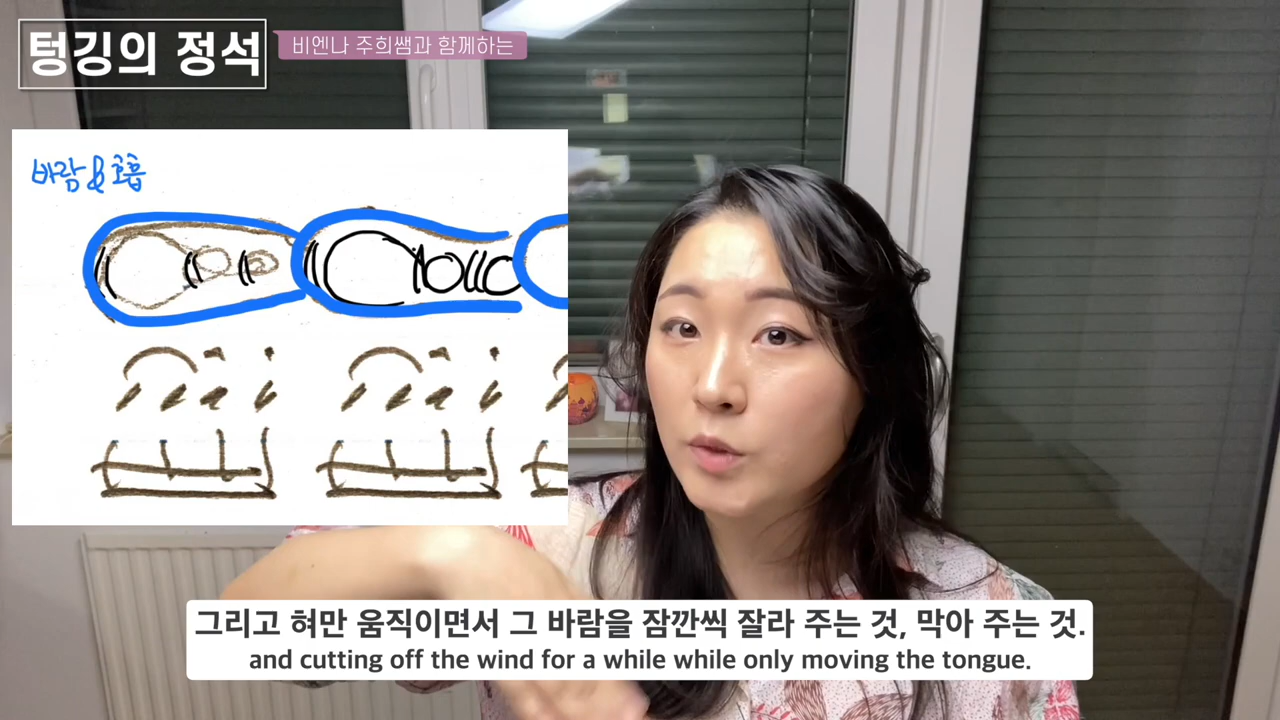 텅깅의 정석
비엔나 주희쌤과 함께하는
바람 & 호흡
그리고 혀만 움직이면서 그 바람을 잠깐씩 잘라 주는 것, 막아 주는 것.
and cutting off the wind for a while while only moving the tongue.